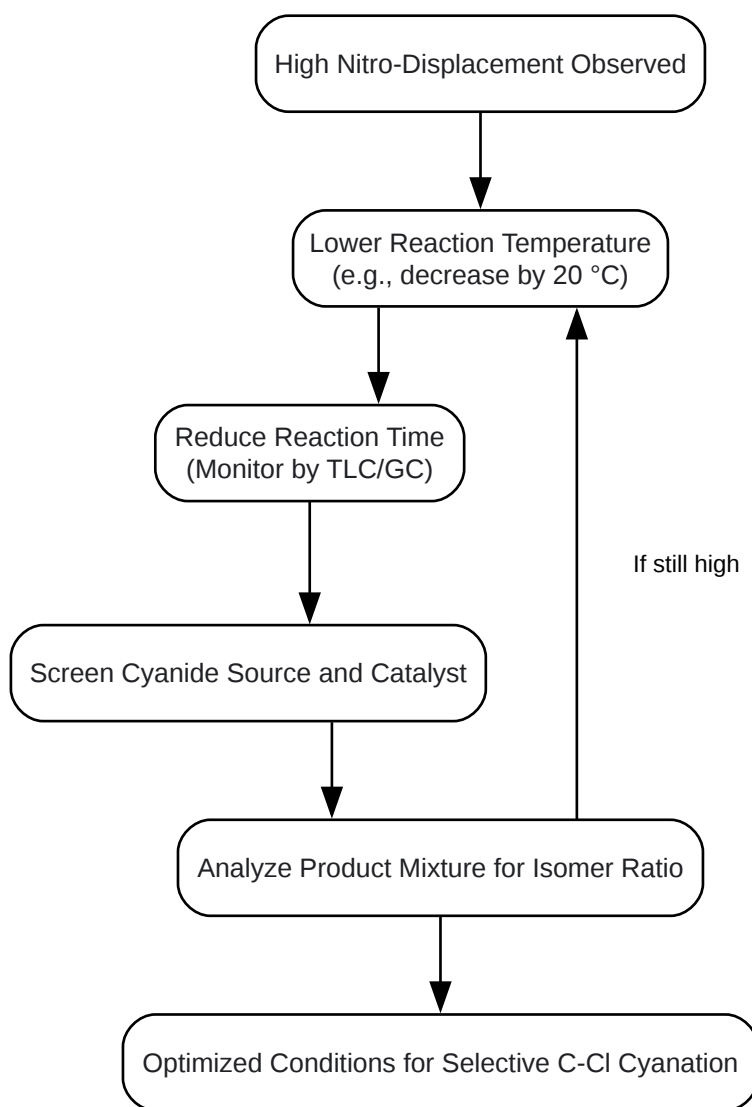 High Nitro-Displacement Observed
Lower Reaction Temperature
(e.g., decrease by 20 °C)
Reduce Reaction Time
(Monitor by TLC/GC)
If still high
Screen Cyanide Source and Catalyst
Analyze Product Mixture for Isomer Ratio
Optimized Conditions for Selective C-Cl Cyanation